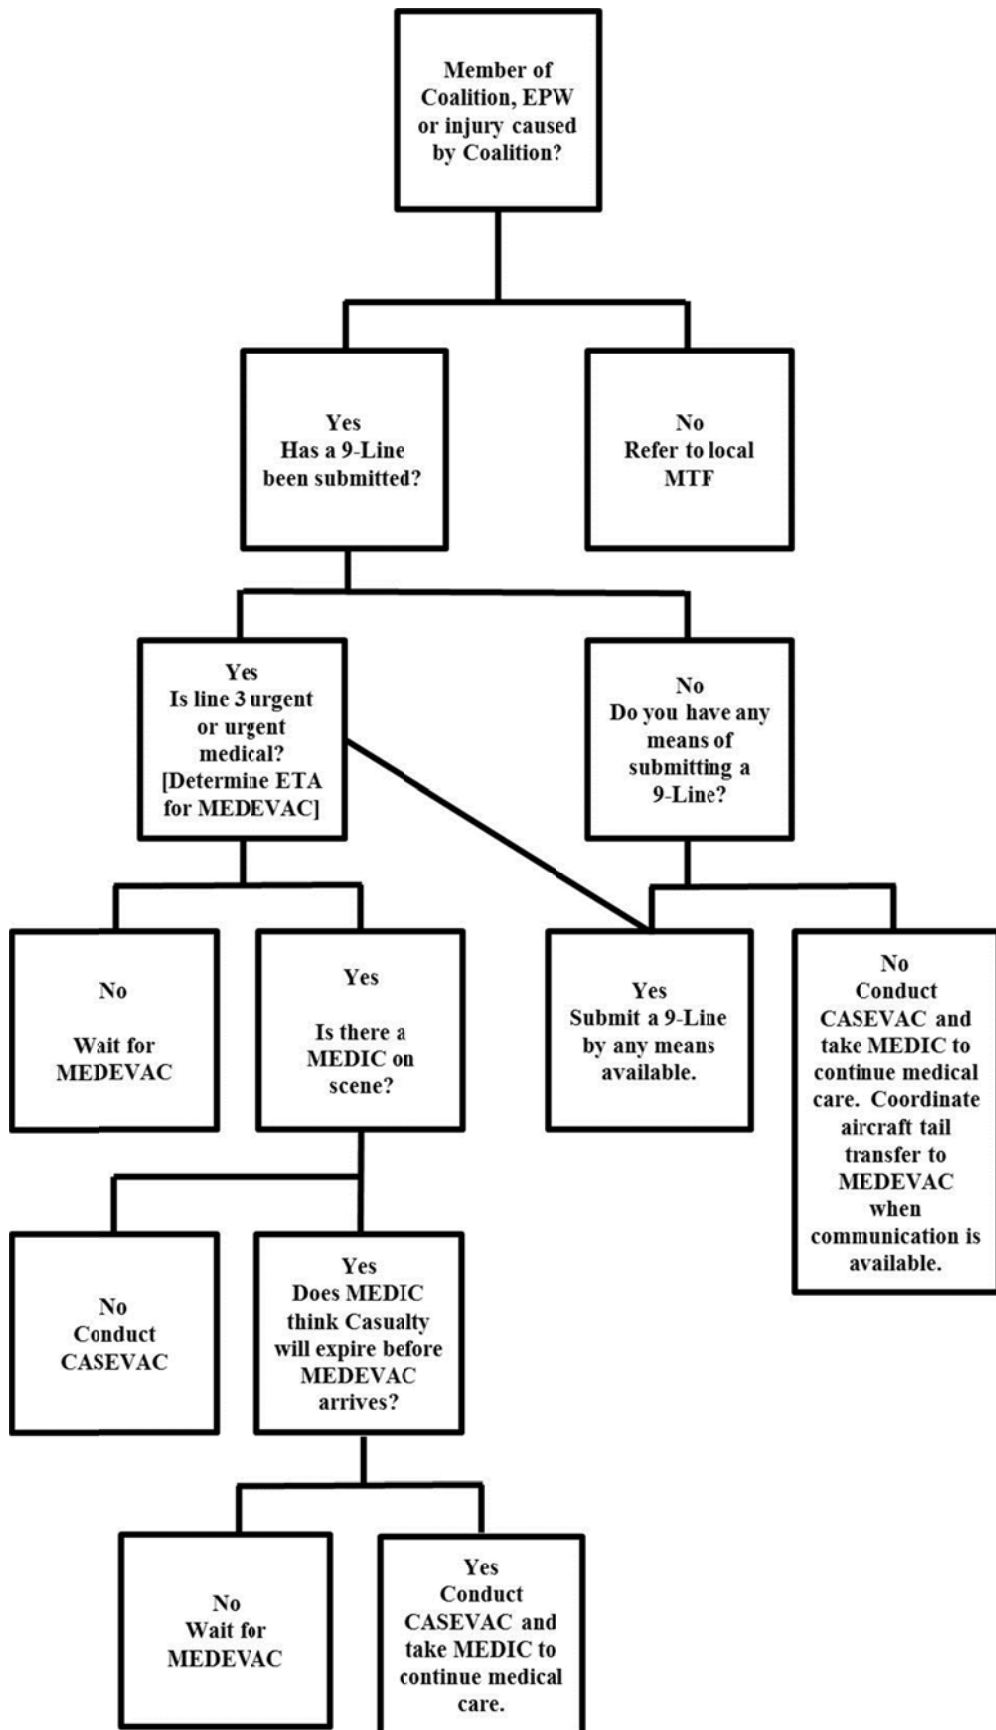 Member of
Coalition, EPW
or injury caused
by Coalition?
Yes
Has a 9-Line
been submitted?
No
Refer to local
MTF
Yes
Is line 3 urgent
or urgent
medical?
[Determine ETA
for MEDEVAC]
No
Do you have any
means of
submitting a
9-Line?
No
Wait for
MEDEVAC
Yes
Is there a
MEDIC on
scene?
Yes
Submit a 9-Line
by any means
available.
No
Conduct
CASEVAC and
take MEDIC to
continue medical
care. Coordinate
aircraft tail
transfer to
MEDEVAC
when
communication is
available.
No
Conduct
CASEVAC
Yes
Does MEDIC
think Casualty
will expire before
MEDEVAC
arrives?
No
Wait for
MEDEVAC
Yes
Conduct
CASEVAC and
take MEDIC to
continue medical
care.